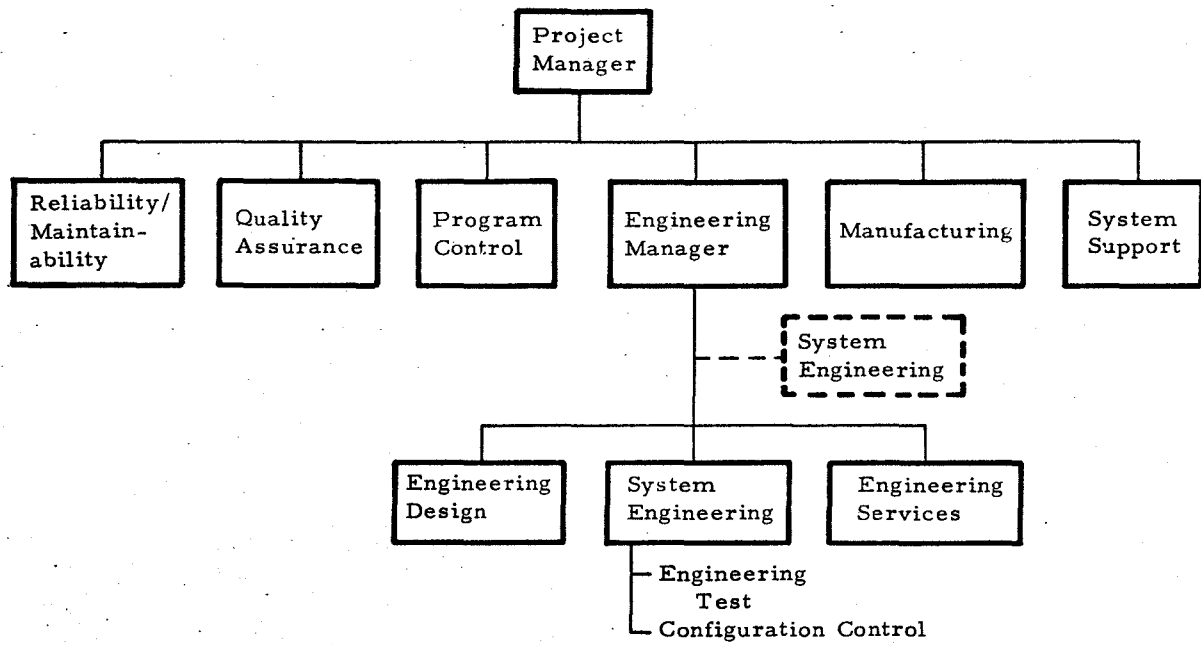 Project
Manager
Reliability/
Maintain-
ability
Quality
Assurance
Program
Control
Engineering
Manager
Manufacturing
System
Support
System
Engineering
Engineering
Design
System
Engineering
Engineering
Services
Engineering
Test
Configuration Control